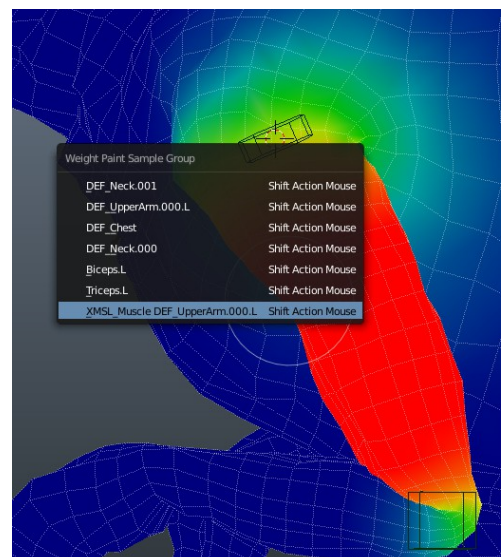 Weight Paint Sample Group
DEF_Neck.001 Shift Action Mouse
DEF_UpperArm.000.L Shift Action Mouse
DEF_Chest Shift Action Mouse
DEF_Neck.000 Shift Action Mouse
Biceps.L Shift Action Mouse
Triceps.L Shift Action Mouse
XMSL_Muscle DEF_UpperArm.000.L Shift Action Mouse